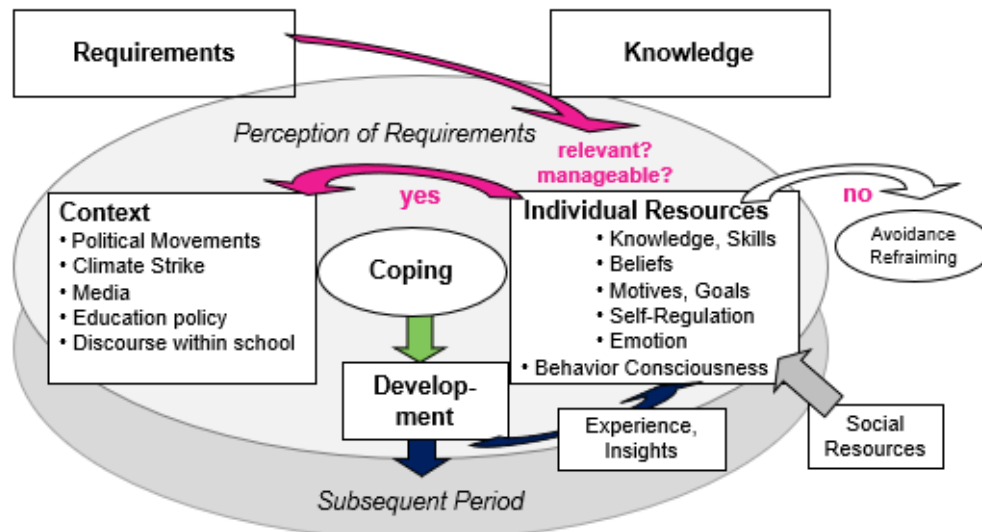 Requirements
Knowledge
Perception of Requirements
relevant?
manageable?
yes
no
Context
• Political Movements
• Climate Strike
• Media
• Education policy
• Discourse within school
Coping
Individual Resources
• Knowledge, Skills
• Beliefs
• Motives, Goals
• Self-Regulation
• Emotion
• Behavior Consciousness
Avoidance
Refraiming
Develop-
ment
Experience,
Insights
Social
Resources
Subsequent Period